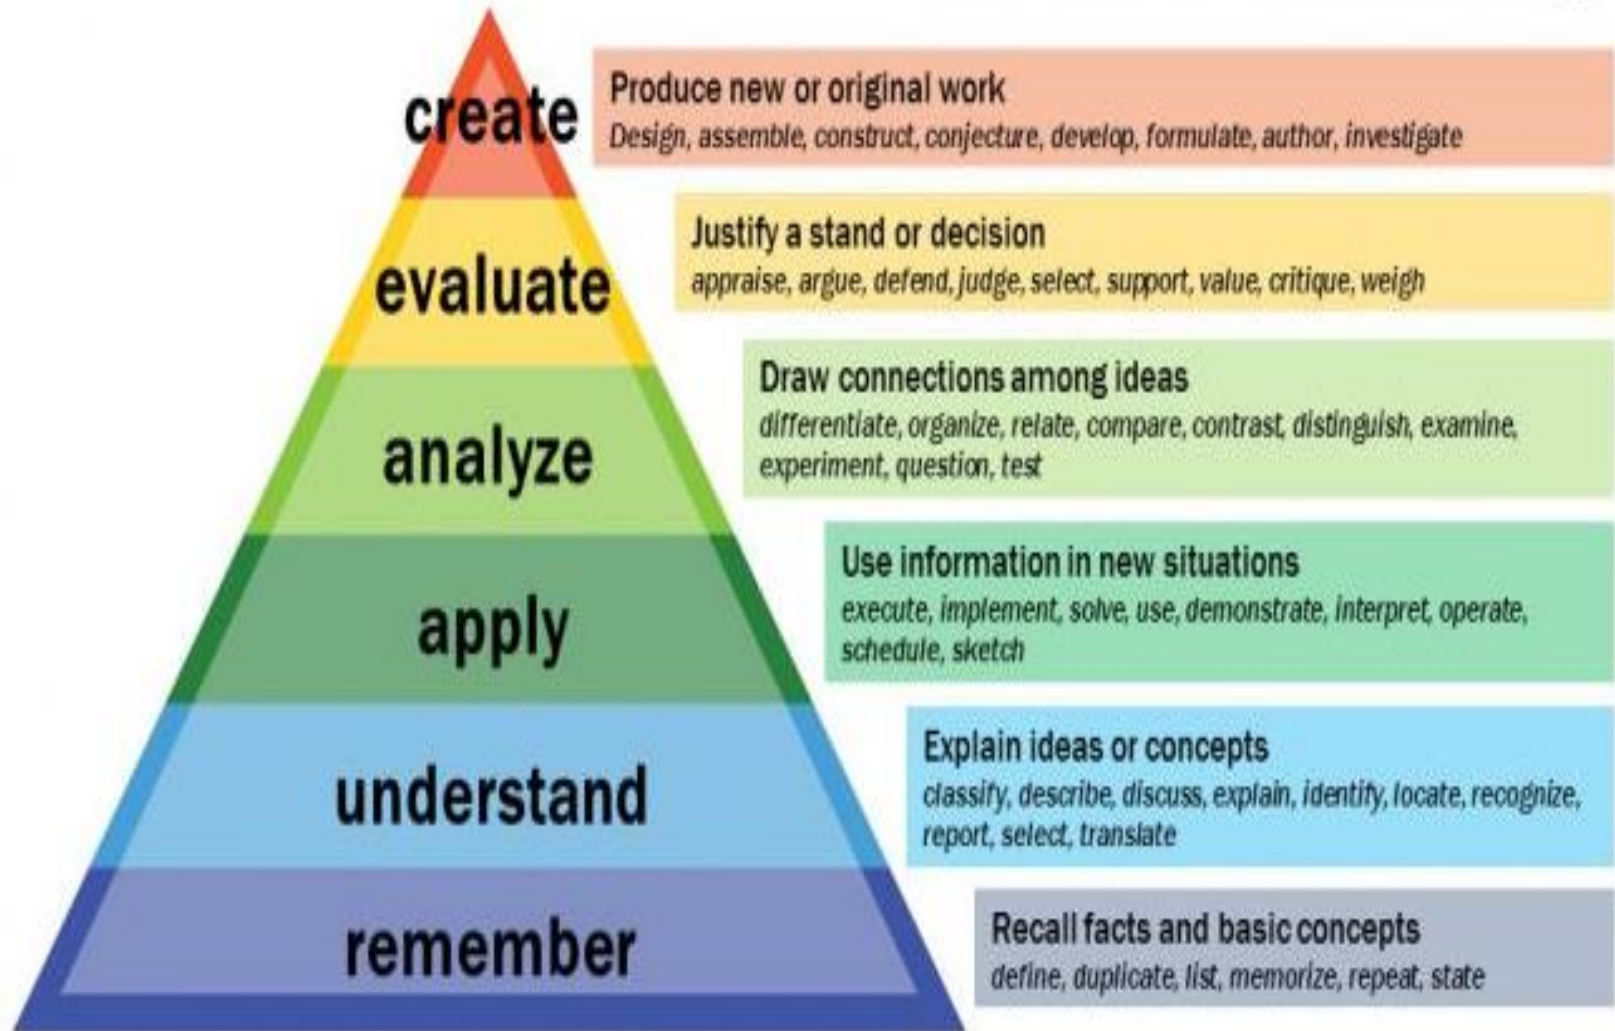 create
Produce new or original work
Design, assemble, construct, conjecture, develop, formulate, author, investigate
evaluate
Justify a stand or decision
appraise, argue, defend, judge, select, support, value, critique, weigh
analyze
Draw connections among ideas
differentiate, organize, relate, compare, contrast, distinguish, examine,
experiment, question, test
apply
Use information in new situations
execute, implement, solve, use, demonstrate, interpret, operate,
schedule, sketch
understand
Explain ideas or concepts
classify, describe, discuss, explain, identify, locate, recognize,
report, select, translate
remember
Recall facts and basic concepts
define, duplicate, list, memorize, repeat, state